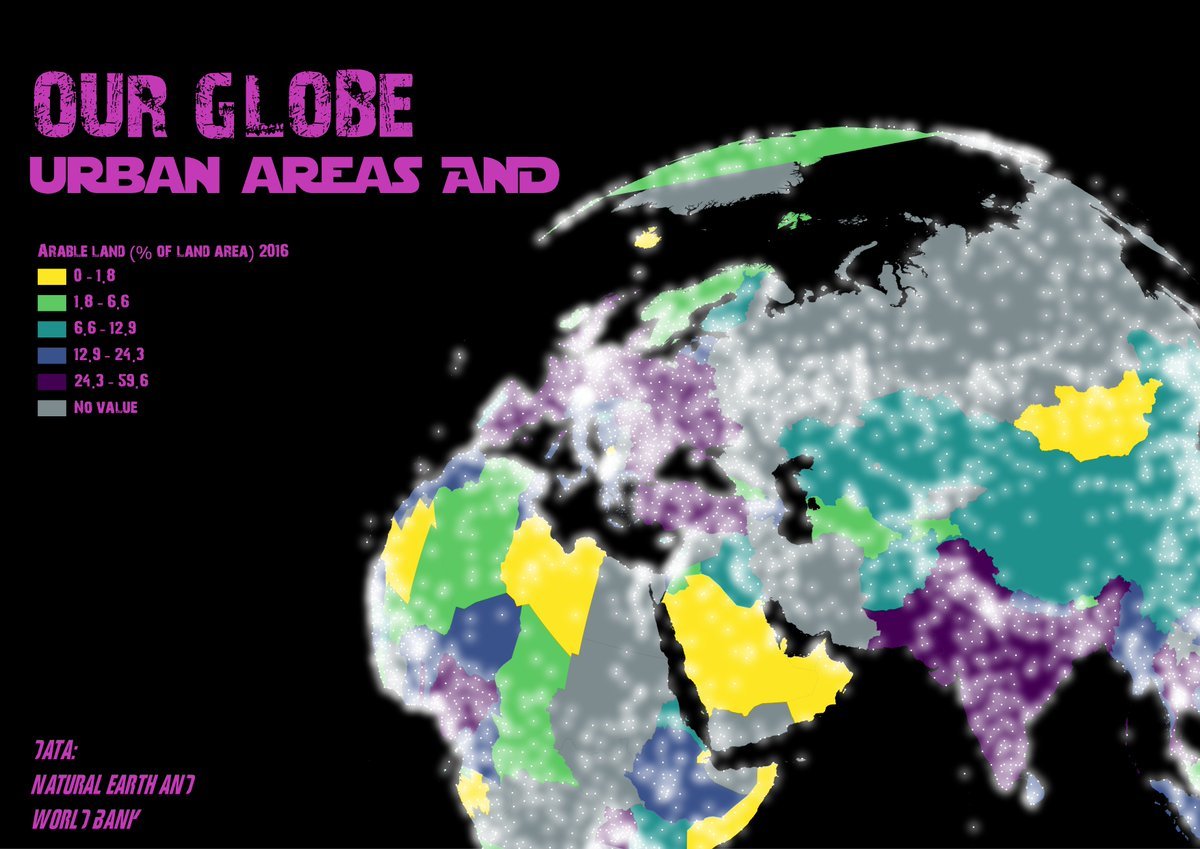 OUR GLOBE
URBAN AREAS AND
ARABLE LAND (% OF LAND AREA) 2016
0 - 1,8
1,8 - 6,6
6,6 - 12,9
12,9 - 24,3
24,3 - 59,6
NO VALUE
DATA:
NATURAL EARTH AND
WORLD BANK